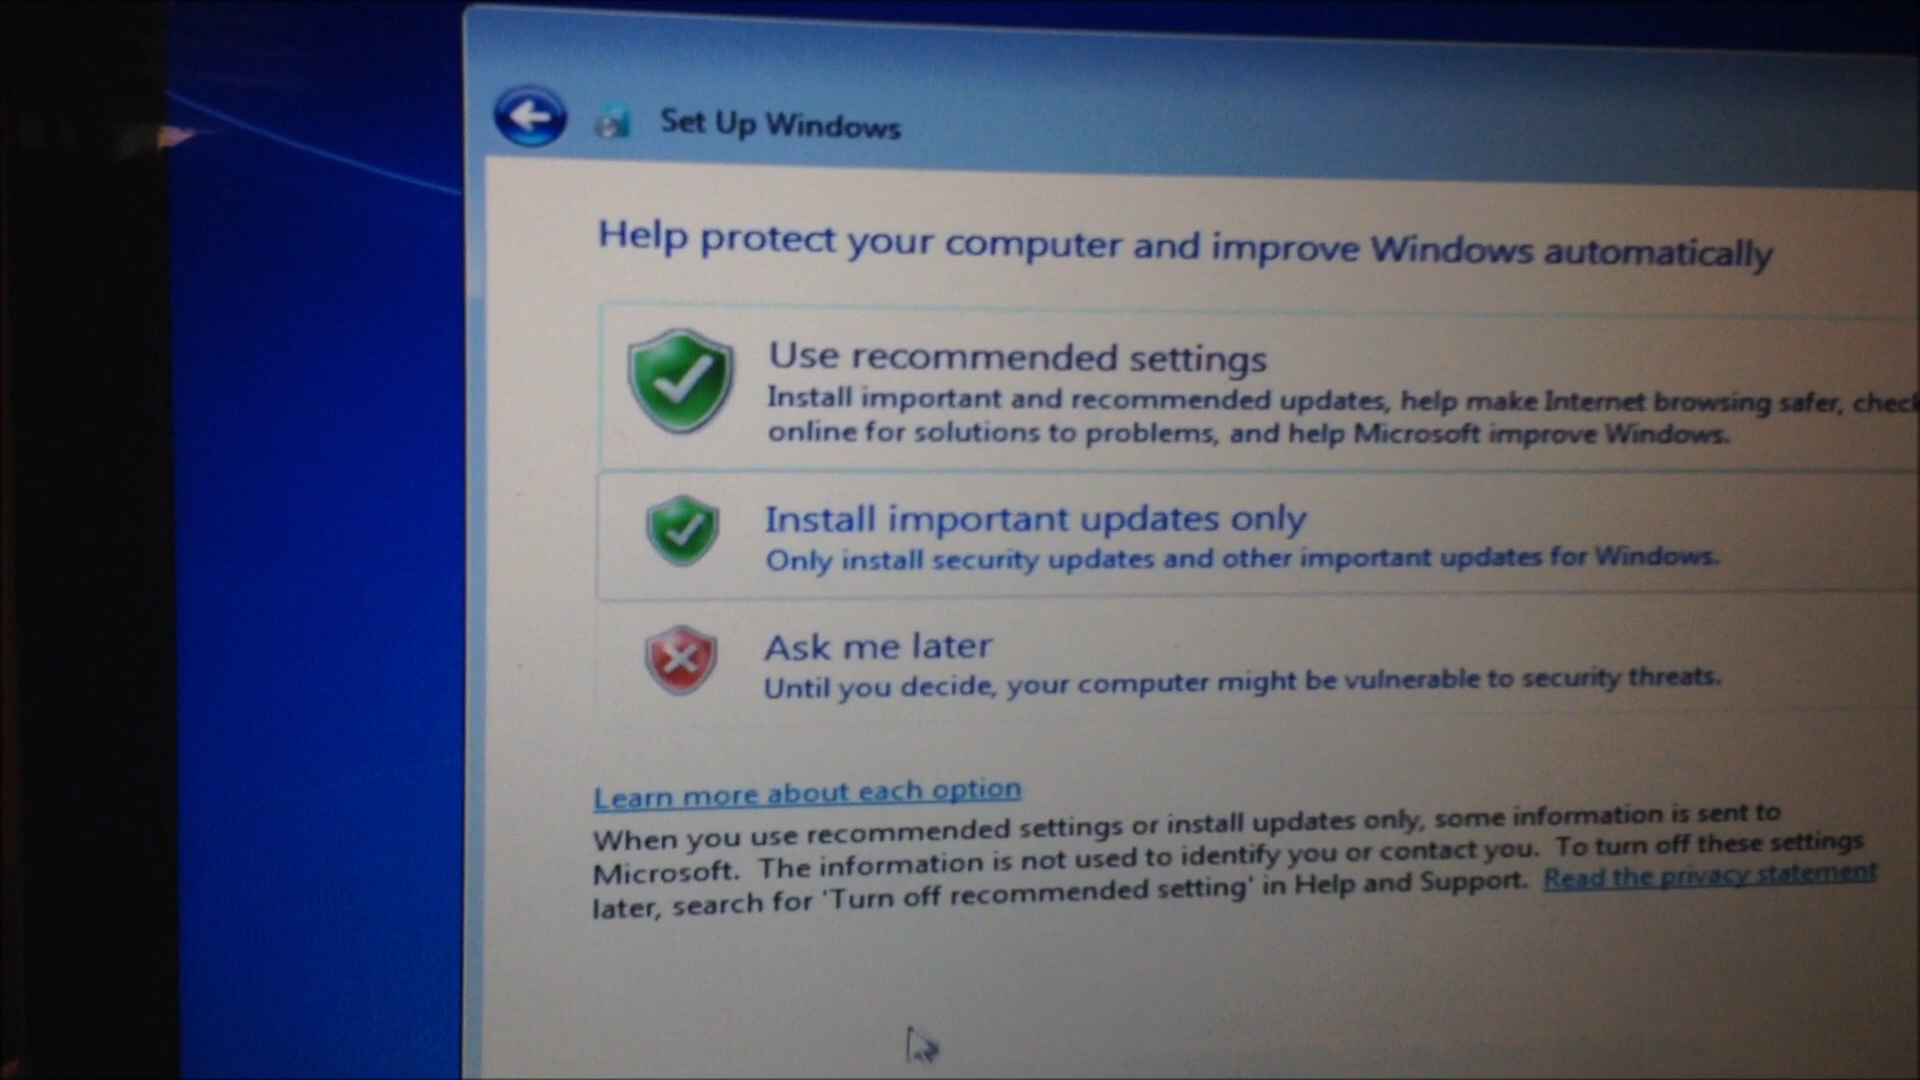 Set Up Windows
Help protect your computer and improve Windows automatically
Use recommended settings
Install important and recommended updates, help make Internet browsing safer, check
online for solutions to problems, and help Microsoft improve Windows.
Install important updates only
Only install security updates and other important updates for Windows.
Ask me later
Until you decide, your computer might be vulnerable to security threats.
Learn more about each option
When you use recommended settings or install updates only, some information is sent to
Microsoft. The information is not used to identify you or contact you. To turn off these settings
later, search for 'Turn off recommended setting' in Help and Support. Read the privacy statement